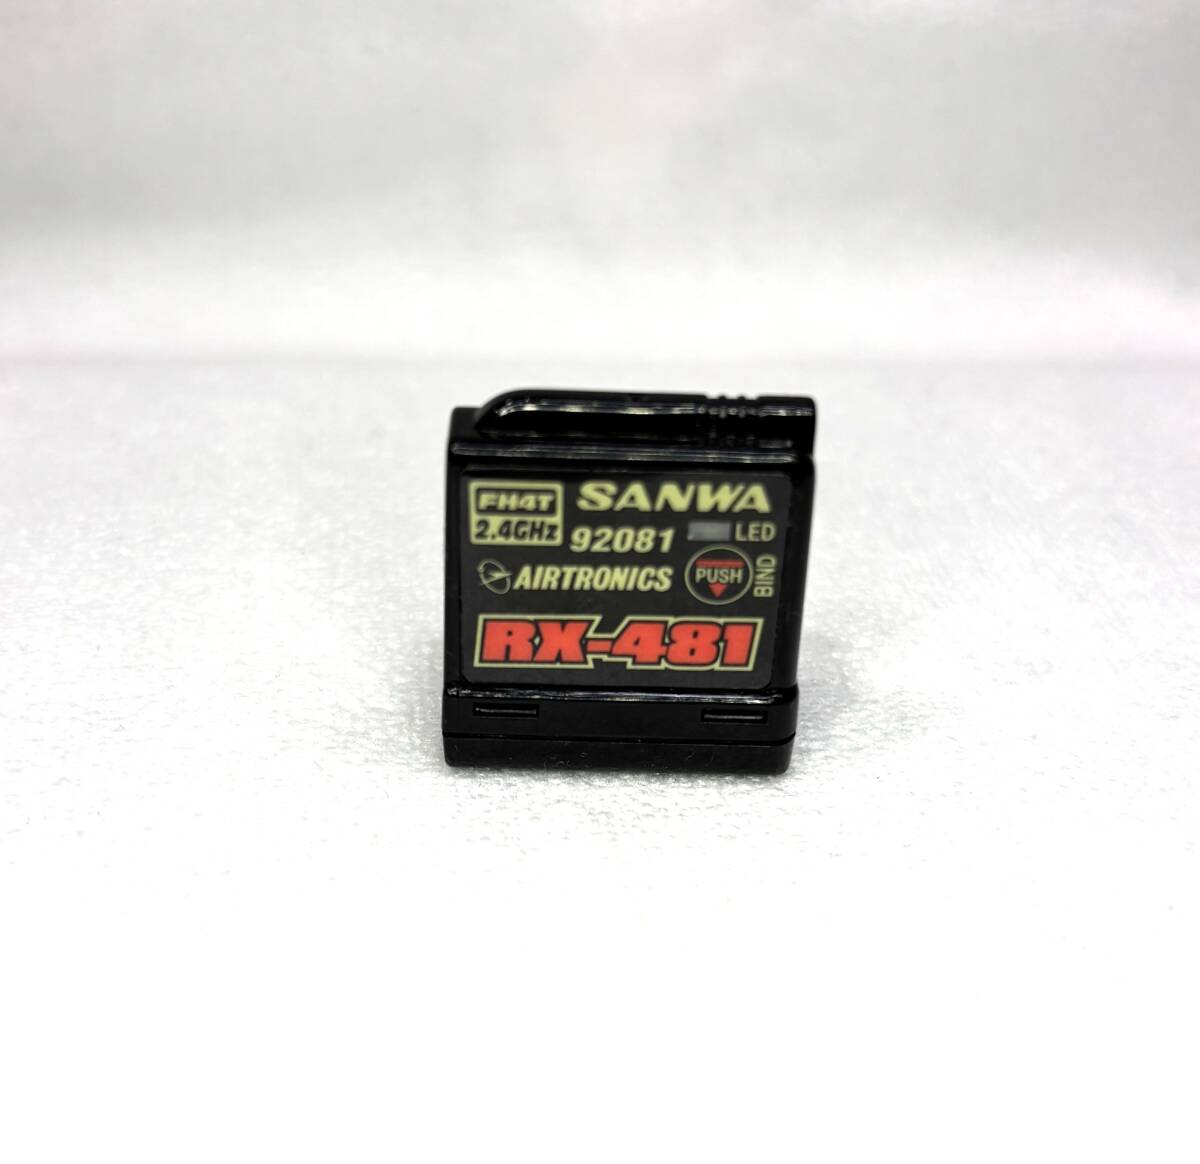 FH4T
2.4GHz
SANWA
92081
LED
AIRTRONICS
PUSH
BIND
RX-481